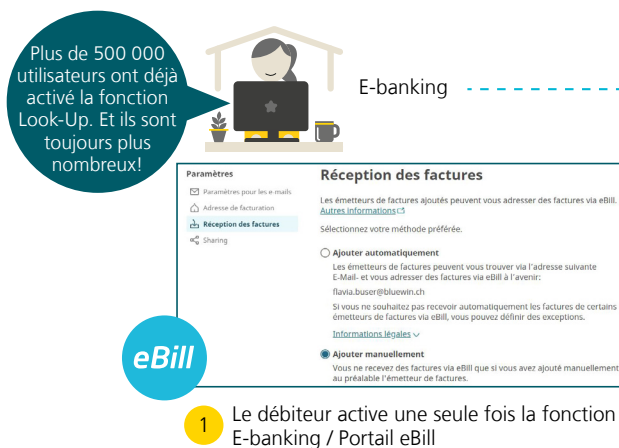 Plus de 500 000
utilisateurs ont déjà
activé la fonction
Look-Up. Et ils sont
toujours plus
nombreux!
E-banking
Paramètres
Paramètres pour les e-mails
Adresse de facturation
Réception des factures
Sharing
Réception des factures
Les émetteurs de factures ajoutés peuvent vous adresser des factures via eBill.
Autres informations
Sélectionnez votre méthode préférée.
Ajouter automatiquement
Les émetteurs de factures peuvent vous trouver via l'adresse suivante
E-Mail- et vous adresser des factures via eBill à l'avenir:
flavia.buser@bluewin.ch
Si vous ne souhaitez pas recevoir automatiquement les factures de certains
émetteurs de factures via eBill, vous pouvez définir des exceptions.
Informations légales
Ajouter manuellement
Vous ne recevez des factures via eBill que si vous avez ajouté manuellement
au préalable l'émetteur de factures.
eBill
1
Le débiteur active une seule fois la fonction
E-banking / Portail eBill